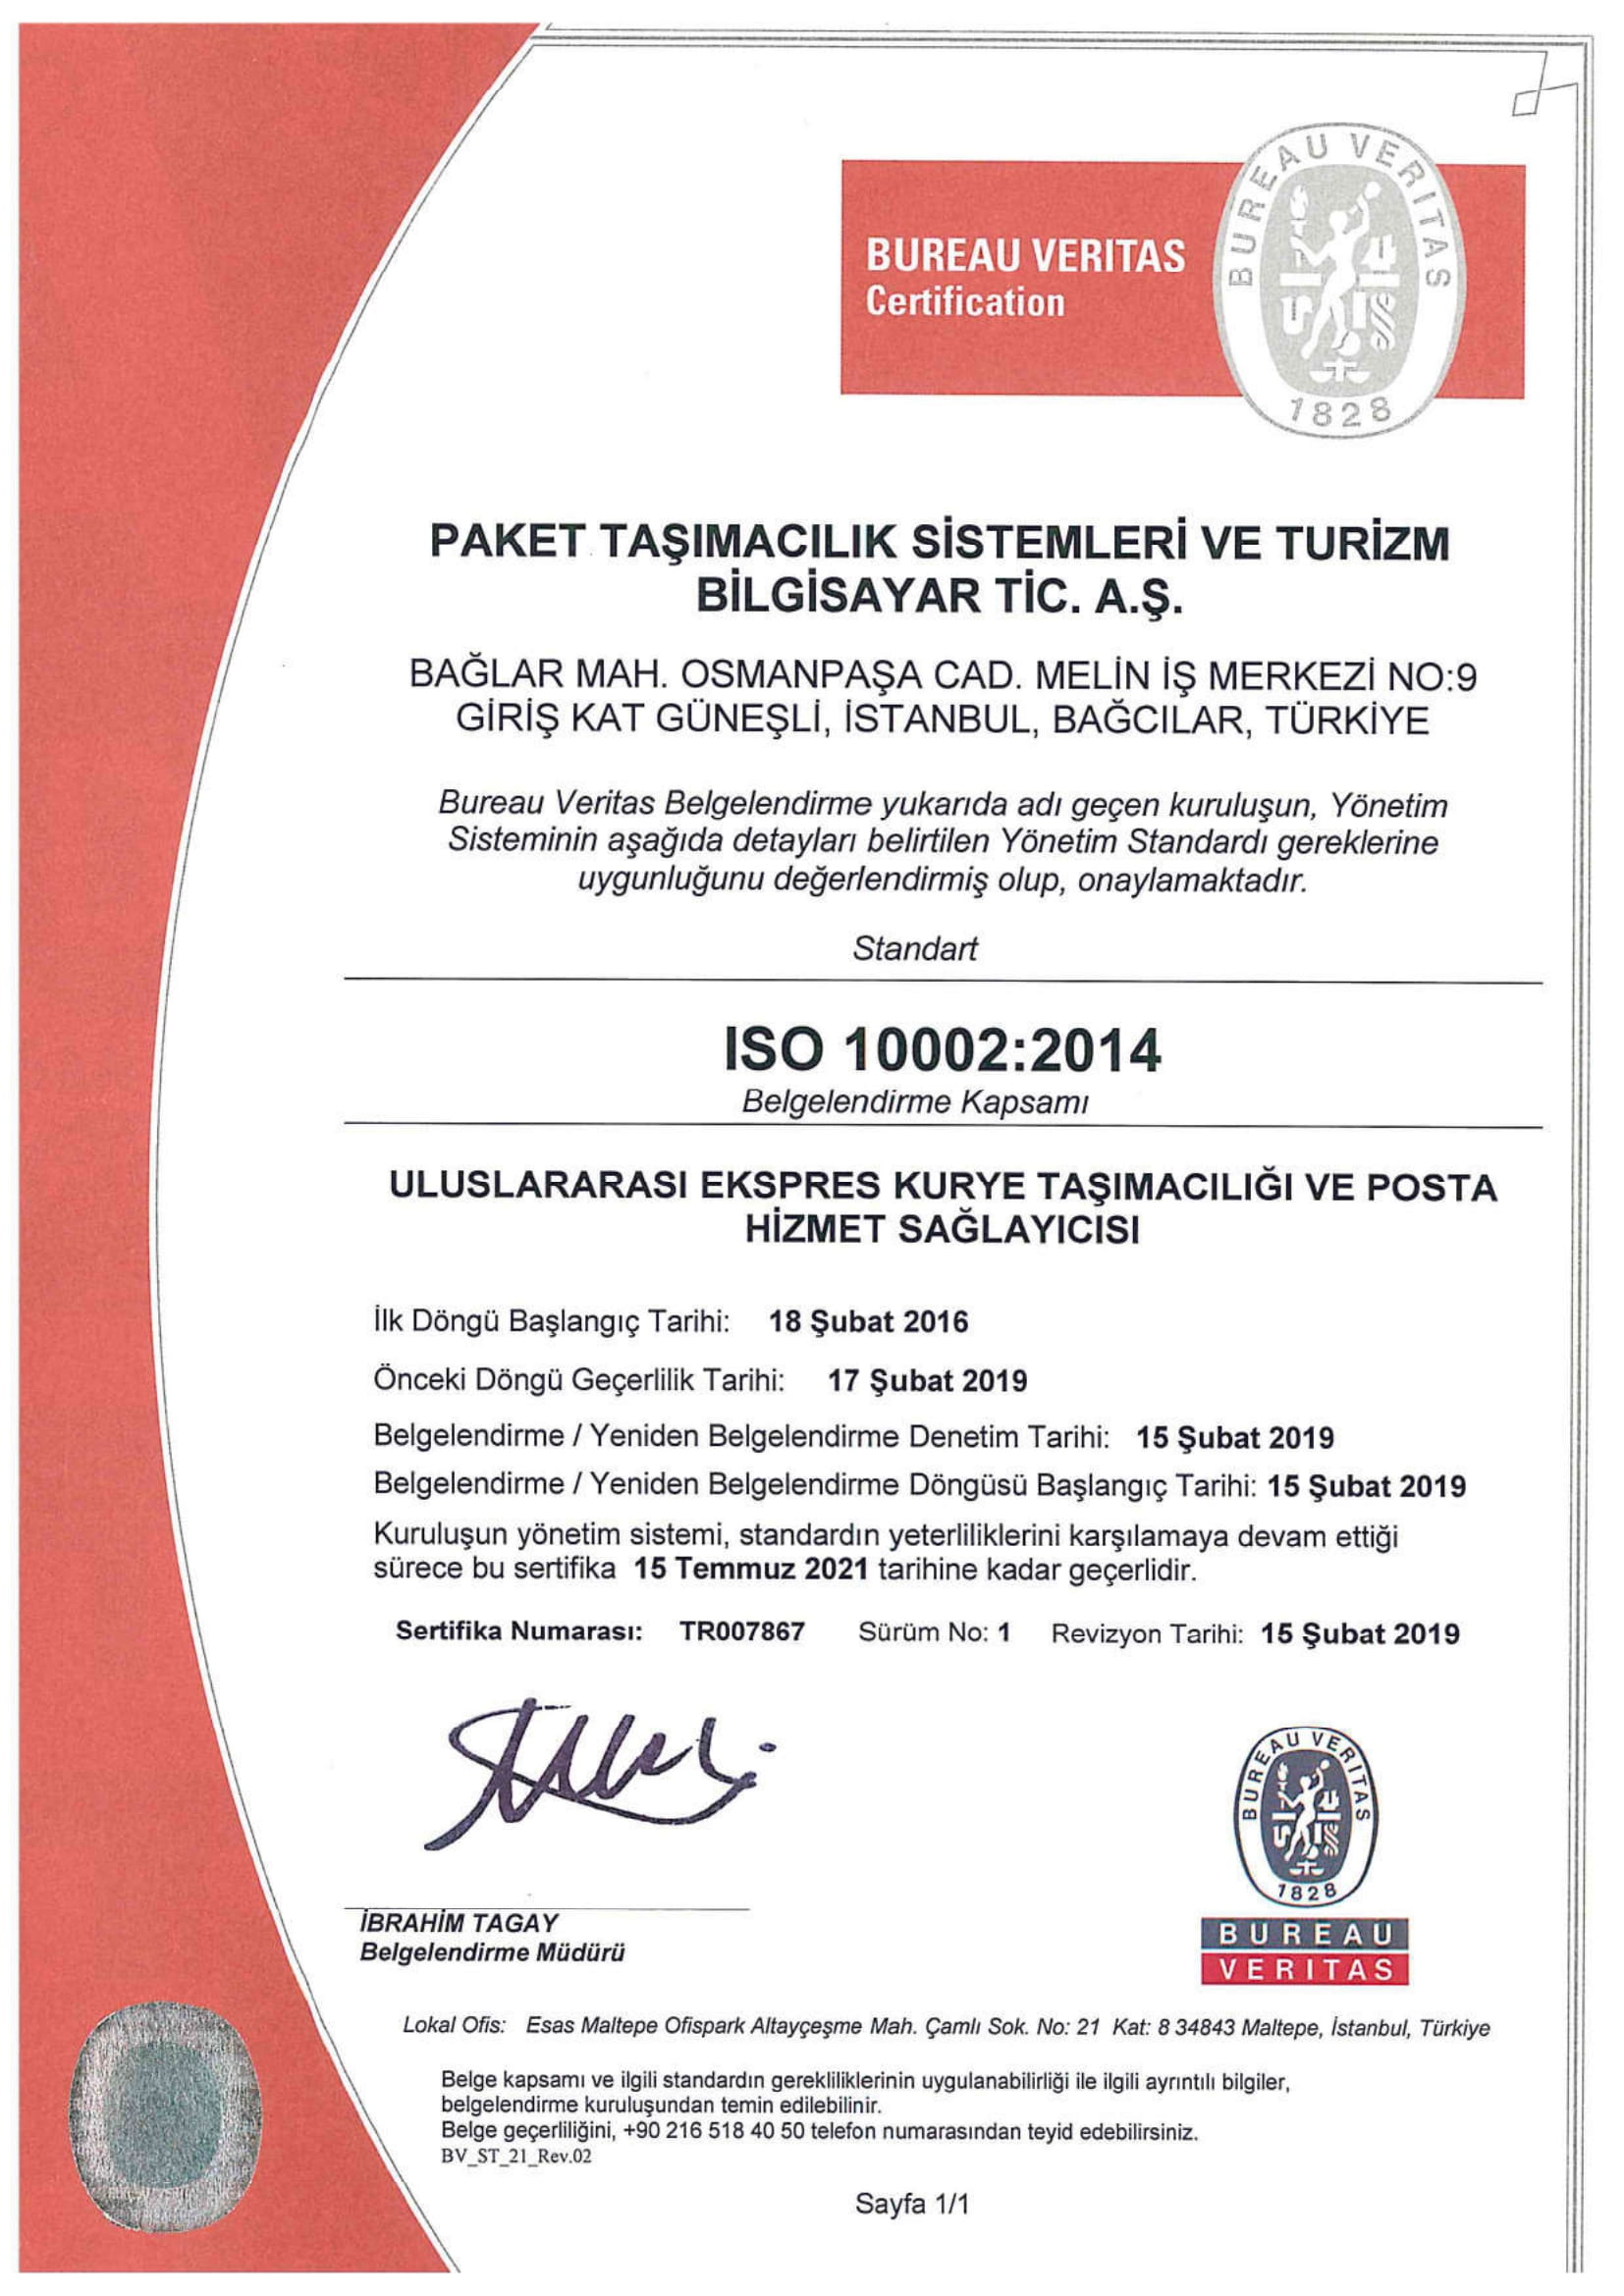 BUREAU VERITAS
Certification
BUREAU VERITAS
1828
PAKET TAŞIMACILIK SİSTEMLERİ VE TURİZM
BİLGİSAYAR TİC. A.Ş.
BAĞLAR MAH. OSMANPAŞA CAD. MELİN İŞ MERKEZİ NO:9
GİRİŞ KAT GÜNEŞLİ, İSTANBUL, BAĞCILAR, TÜRKİYE
Bureau Veritas Belgelendirme yukarıda adı geçen kuruluşun, Yönetim
Sisteminin aşağıda detayları belirtilen Yönetim Standardı gereklerine
uygunluğunu değerlendirmiş olup, onaylamaktadır.
Standart
ISO 10002:2014
Belgelendirme Kapsamı
ULUSLARARASI EKSPRES KURYE TAŞIMACILIĞI VE POSTA
HİZMET SAĞLAYICISI
İlk Döngü Başlangıç Tarihi: 18 Şubat 2016
Önceki Döngü Geçerlilik Tarihi: 17 Şubat 2019
Belgelendirme / Yeniden Belgelendirme Denetim Tarihi: 15 Şubat 2019
Belgelendirme / Yeniden Belgelendirme Döngüsü Başlangıç Tarihi: 15 Şubat 2019
Kuruluşun yönetim sistemi, standardın yeterliliklerini karşılamaya devam ettiği
sürece bu sertifika 15 Temmuz 2021 tarihine kadar geçerlidir.
Sertifika Numarası: TR007867 Sürüm No: 1 Revizyon Tarihi: 15 Şubat 2019
BUREAU VERITAS
1828
BUREAU
VERITAS
İBRAHİM TAGAY
Belgelendirme Müdürü
Lokal Ofis: Esas Maltepe Ofispark Altayçeşme Mah. Çamlı Sok. No: 21 Kat: 8 34843 Maltepe, İstanbul, Türkiye
Belge kapsamı ve ilgili standardın gerekliliklerinin uygulanabilirliği ile ilgili ayrıntılı bilgiler,
belgelendirme kuruluşundan temin edilebilinir.
Belge geçerliliğini, +90 216 518 40 50 telefon numarasından teyid edebilirsiniz.
BV_ST_21_Rev.02
Sayfa 1/1